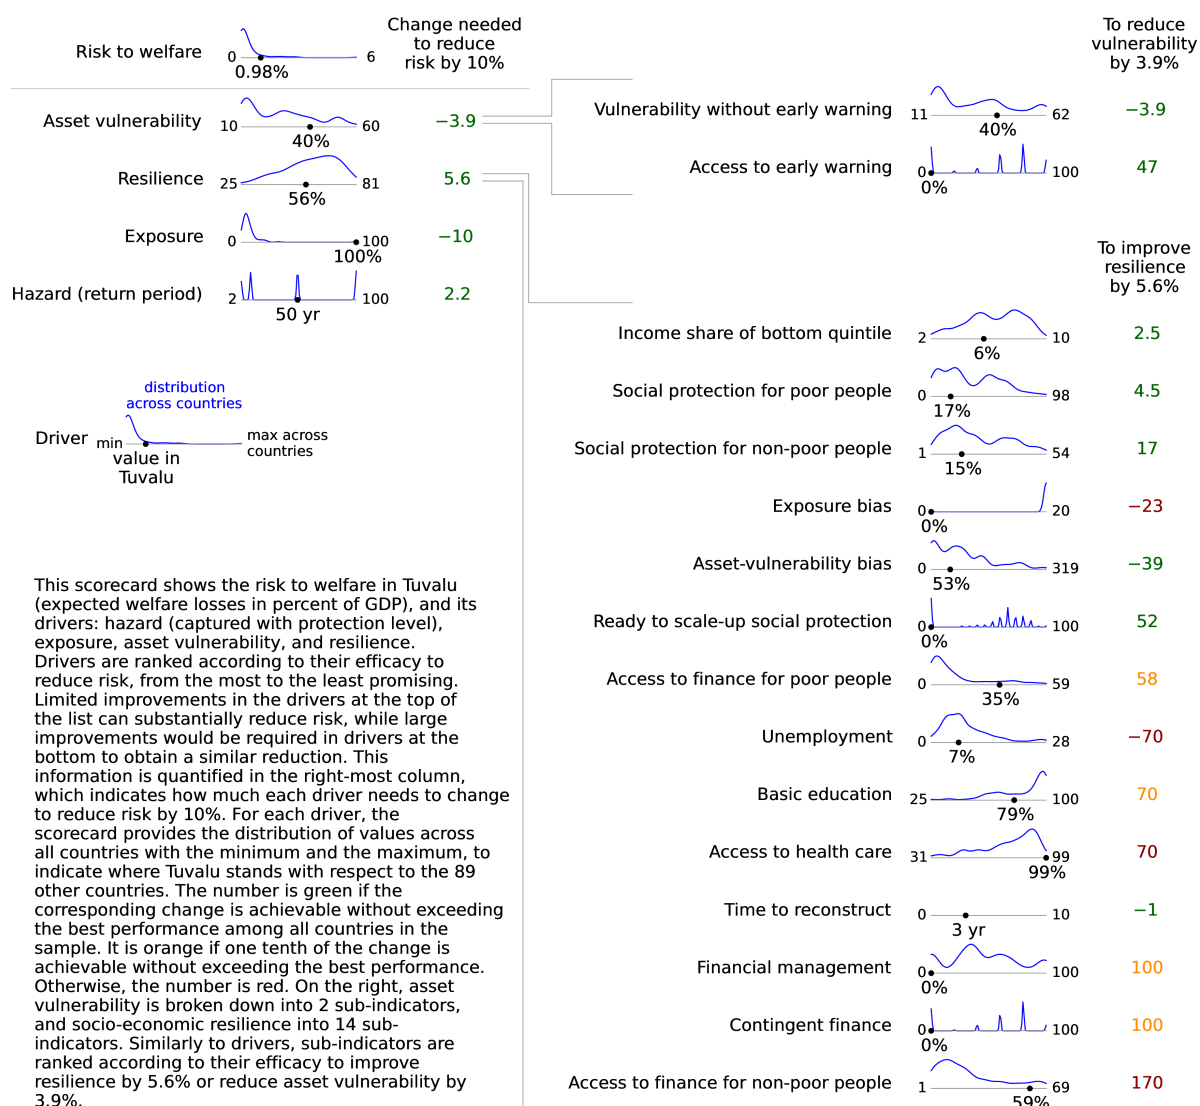 Change needed
to reduce
risk by 10%
Risk to welfare
0
6
0.98%
Asset vulnerability
10
60
40%
−3.9
Resilience
25
81
56%
5.6
Exposure
0
100
100%
−10
Hazard (return period)
2
100
50 yr
2.2
distribution
across countries
Driver
min
max across
countries
value in
Tuvalu
This scorecard shows the risk to welfare in Tuvalu
(expected welfare losses in percent of GDP), and its
drivers: hazard (captured with protection level),
exposure, asset vulnerability, and resilience.
Drivers are ranked according to their efficacy to
reduce risk, from the most to the least promising.
Limited improvements in the drivers at the top of
the list can substantially reduce risk, while large
improvements would be required in drivers at the
bottom to obtain a similar reduction. This
information is quantified in the right-most column,
which indicates how much each driver needs to change
to reduce risk by 10%. For each driver, the
scorecard provides the distribution of values across
all countries with the minimum and the maximum, to
indicate where Tuvalu stands with respect to the 89
other countries. The number is green if the
corresponding change is achievable without exceeding
the best performance among all countries in the
sample. It is orange if one tenth of the change is
achievable without exceeding the best performance.
Otherwise, the number is red. On the right, asset
vulnerability is broken down into 2 sub-indicators,
and socio-economic resilience into 14 sub-
indicators. Similarly to drivers, sub-indicators are
ranked according to their efficacy to improve
resilience by 5.6% or reduce asset vulnerability by
3.9%.
To reduce
vulnerability
by 3.9%
Vulnerability without early warning
11
62
40%
−3.9
Access to early warning
0
100
0%
47
To improve
resilience
by 5.6%
Income share of bottom quintile
2
10
6%
2.5
Social protection for poor people
0
98
17%
4.5
Social protection for non-poor people
1
54
15%
17
Exposure bias
0
20
0%
−23
Asset-vulnerability bias
0
319
53%
−39
Ready to scale-up social protection
0
100
0%
52
Access to finance for poor people
0
59
35%
58
Unemployment
0
28
7%
−70
Basic education
25
100
79%
70
Access to health care
31
99
99%
70
Time to reconstruct
0
10
3 yr
−1
Financial management
0
100
0%
100
Contingent finance
0
100
0%
100
Access to finance for non-poor people
1
69
59%
170